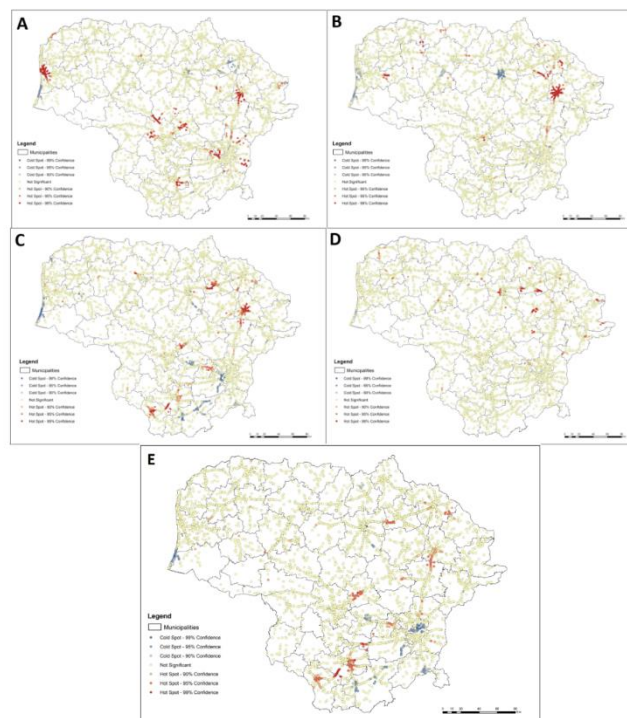 A
Legend
Municipalities
Cold Spot - 99% Confidence
Cold Spot - 95% Confidence
Cold Spot - 90% Confidence
Not Significant
Hot Spot - 90% Confidence
Hot Spot - 95% Confidence
Hot Spot - 99% Confidence
B
Legend
Municipalities
Cold Spot - 99% Confidence
Cold Spot - 95% Confidence
Cold Spot - 90% Confidence
Not Significant
Hot Spot - 90% Confidence
Hot Spot - 95% Confidence
Hot Spot - 99% Confidence
C
Legend
Municipalities
Cold Spot - 99% Confidence
Cold Spot - 95% Confidence
Cold Spot - 90% Confidence
Not Significant
Hot Spot - 90% Confidence
Hot Spot - 95% Confidence
Hot Spot - 99% Confidence
D
Legend
Municipalities
Cold Spot - 99% Confidence
Cold Spot - 95% Confidence
Cold Spot - 90% Confidence
Not Significant
Hot Spot - 90% Confidence
Hot Spot - 95% Confidence
Hot Spot - 99% Confidence
E
Legend
Municipalities
Cold Spot - 99% Confidence
Cold Spot - 95% Confidence
Cold Spot - 90% Confidence
Not Significant
Hot Spot - 90% Confidence
Hot Spot - 95% Confidence
Hot Spot - 99% Confidence